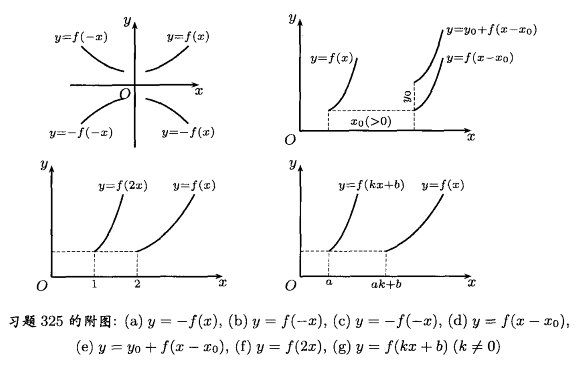 y
y=f(-x)
y=f(x)
O
x
y=-f(-x)
y=-f(x)
y
y=y₀+f(x-x₀)
y=f(x)
y=f(x-x₀)
y₀
x₀(>0)
O
x
y
y=f(2x)
y=f(x)
O
1
2
x
y
y=f(kx+b)
y=f(x)
O
a
ak+b
x
习题 325 的附图: (a) y = −f(x), (b) y = f(−x), (c) y = −f(−x), (d) y = f(x − x₀),
(e) y = y₀ + f(x − x₀), (f) y = f(2x), (g) y = f(kx + b) (k ≠ 0)